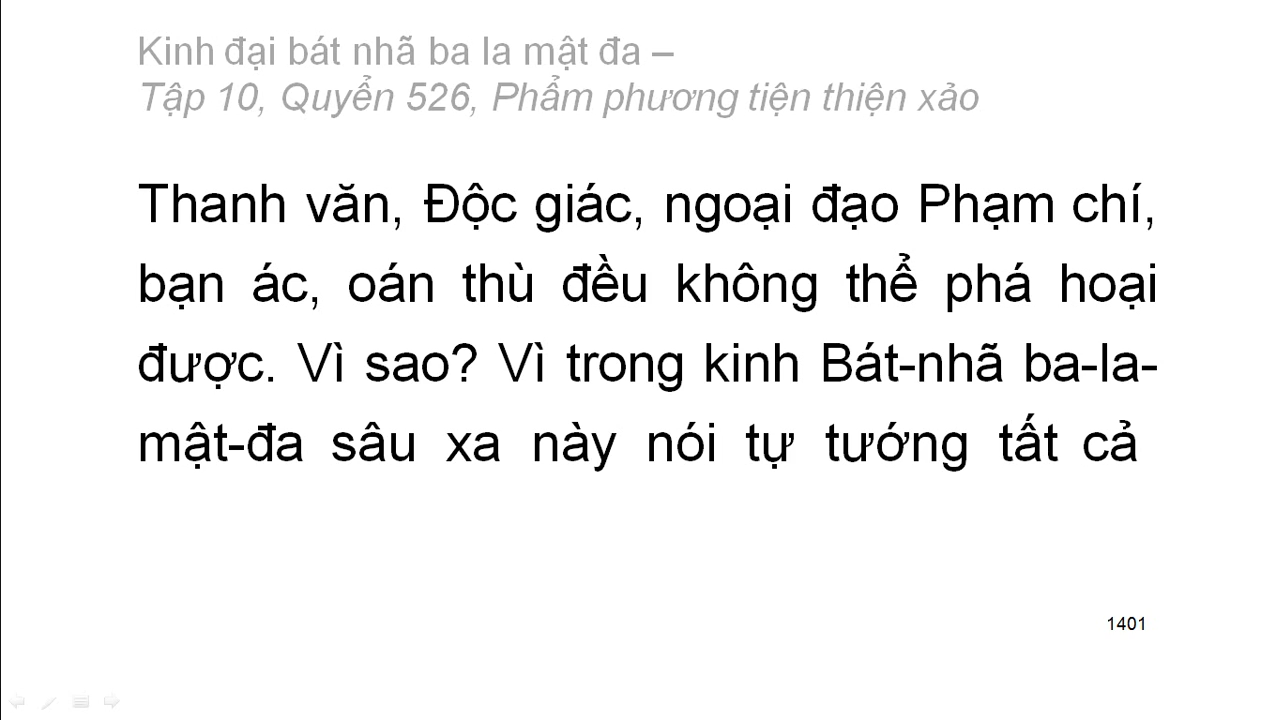 Kinh đại bát nhã ba la mật đa –
Tập 10, Quyển 526, Phẩm phương tiện thiện xảo
Thanh văn, Độc giác, ngoại đạo Phạm chí,
bạn ác, oán thù đều không thể phá hoại
được. Vì sao? Vì trong kinh Bát-nhã ba-la-
mật-đa sâu xa này nói tự tướng tất cả
1401